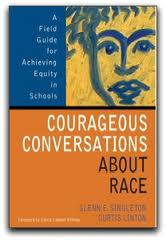 A
Field
Guide
for
Achieving
Equity
in
Schools
COURAGEOUS
CONVERSATIONS
ABOUT
RACE
GLENN E. SINGLETON
CURTIS LINTON